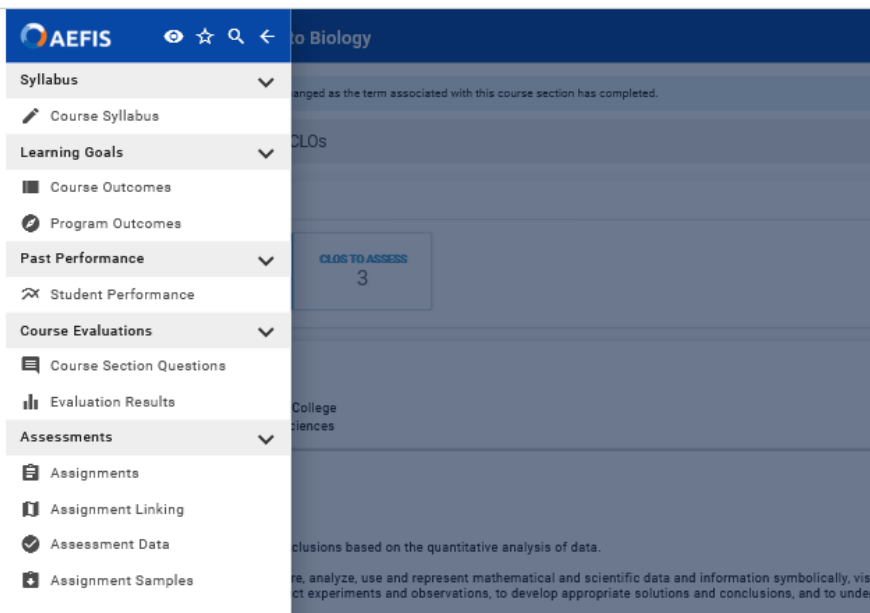 AEFIS
to Biology
Syllabus
anged as the term associated with this course section has completed.
Course Syllabus
Learning Goals
CLOs
Course Outcomes
Program Outcomes
Past Performance
CLOS TO ASSESS
3
Student Performance
Course Evaluations
Course Section Questions
Evaluation Results
College
ciences
Assessments
Assignments
Assignment Linking
Assessment Data
clusions based on the quantitative analysis of data.
Assignment Samples
re, analyze, use and represent mathematical and scientific data and information symbolically, vis
ct experiments and observations, to develop appropriate solutions and conclusions, and to unde